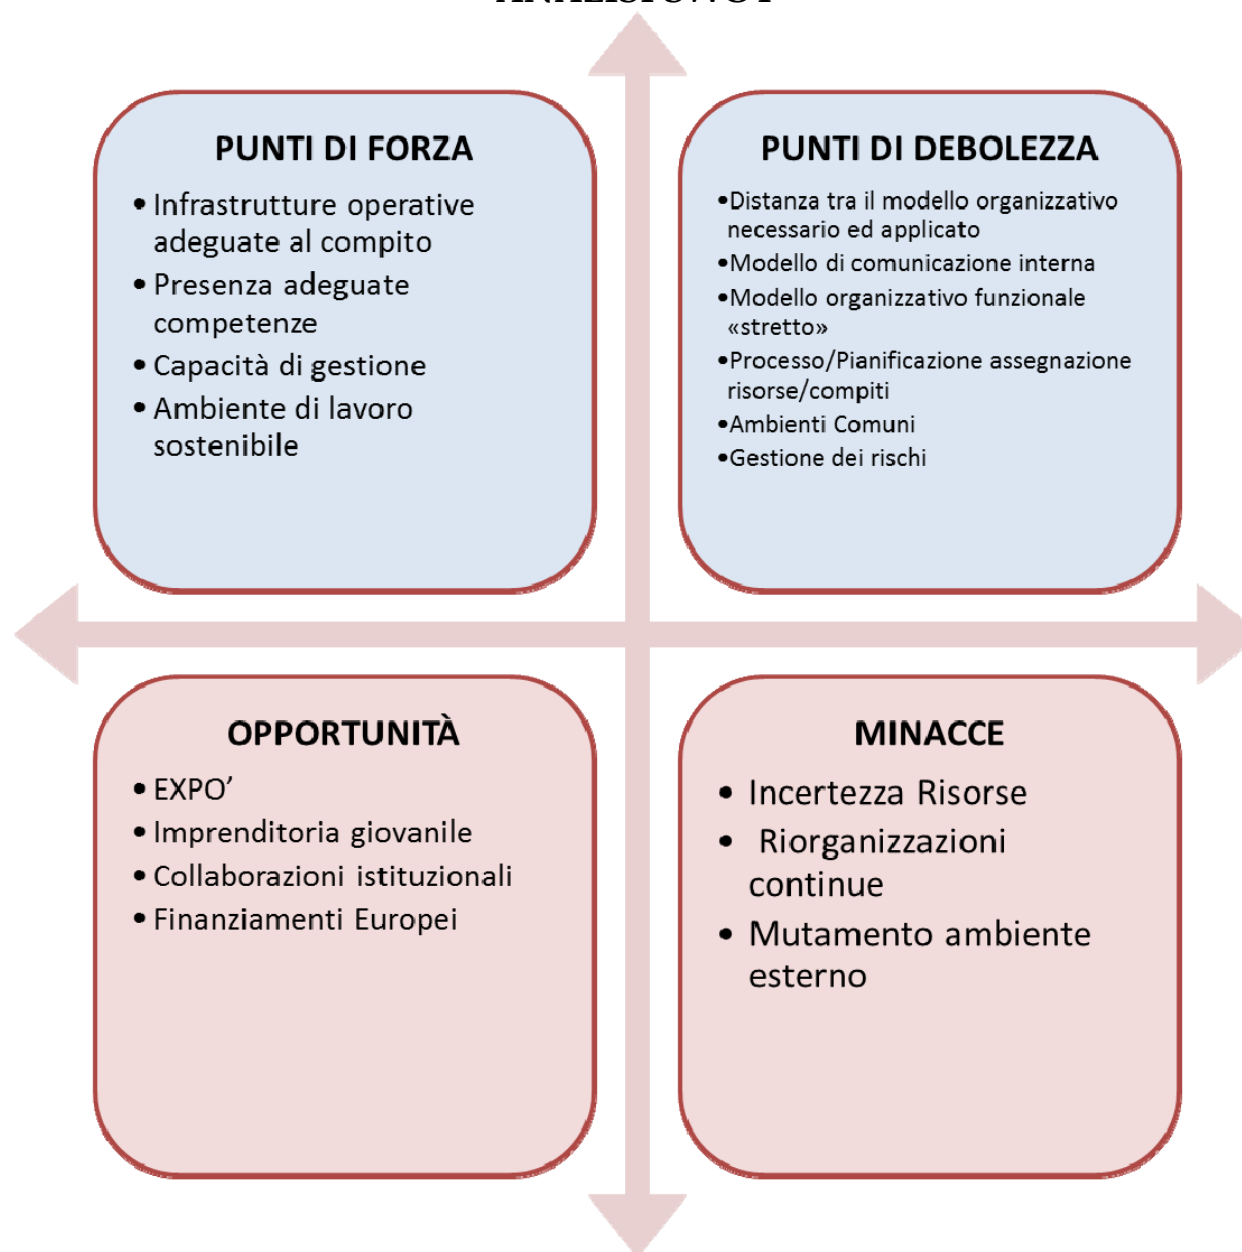 ANALISI SWOT
PUNTI DI FORZA
• Infrastrutture operative
adeguate al compito
• Presenza adeguate
competenze
• Capacità di gestione
• Ambiente di lavoro
sostenibile
PUNTI DI DEBOLEZZA
•Distanza tra il modello organizzativo
necessario ed applicato
•Modello di comunicazione interna
•Modello organizzativo funzionale
«stretto»
•Processo/Pianificazione assegnazione
risorse/compiti
•Ambienti Comuni
•Gestione dei rischi
OPPORTUNITÀ
• EXPO’
• Imprenditoria giovanile
• Collaborazioni istituzionali
• Finanziamenti Europei
MINACCE
• Incertezza Risorse
• Riorganizzazioni
continue
• Mutamento ambiente
esterno